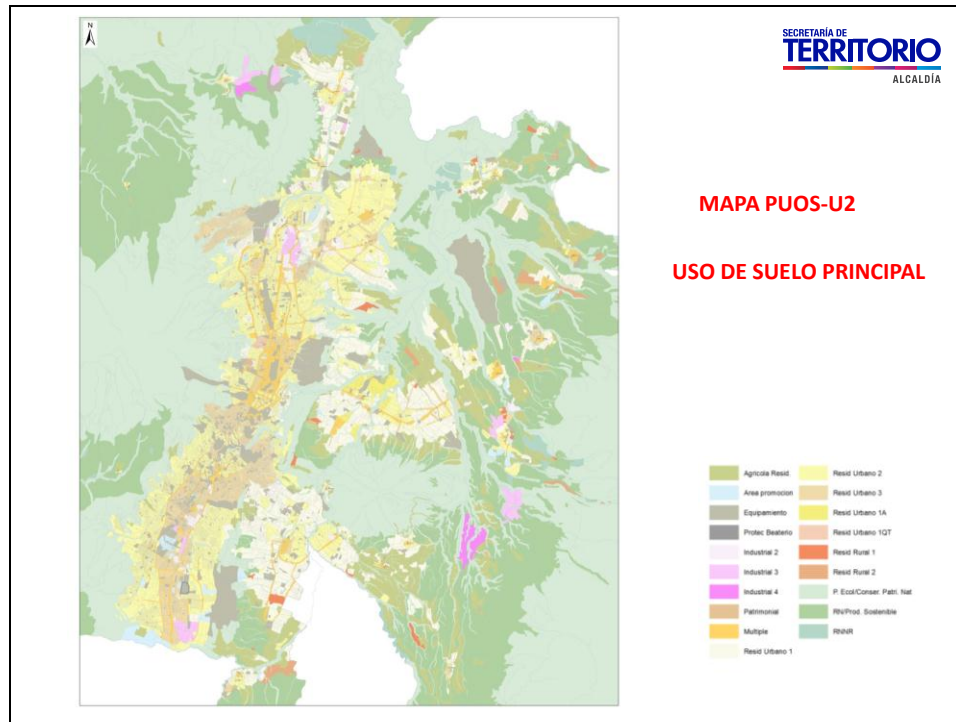 N
SECRETARÍA DE
TERRITORIO
ALCALDÍA
MAPA PUOS-U2
USO DE SUELO PRINCIPAL
Agricola Resid.
Area promocion
Equipamiento
Protec Beaterio
Industrial 2
Industrial 3
Industrial 4
Patrimonial
Multiple
Resid Urbano 1
Resid Urbano 2
Resid Urbano 3
Resid Urbano 1A
Resid Urbano 1QT
Resid Rural 1
Resid Rural 2
P. Ecol/Conser. Patri. Nat
RN/Prod. Sostenible
RNNR